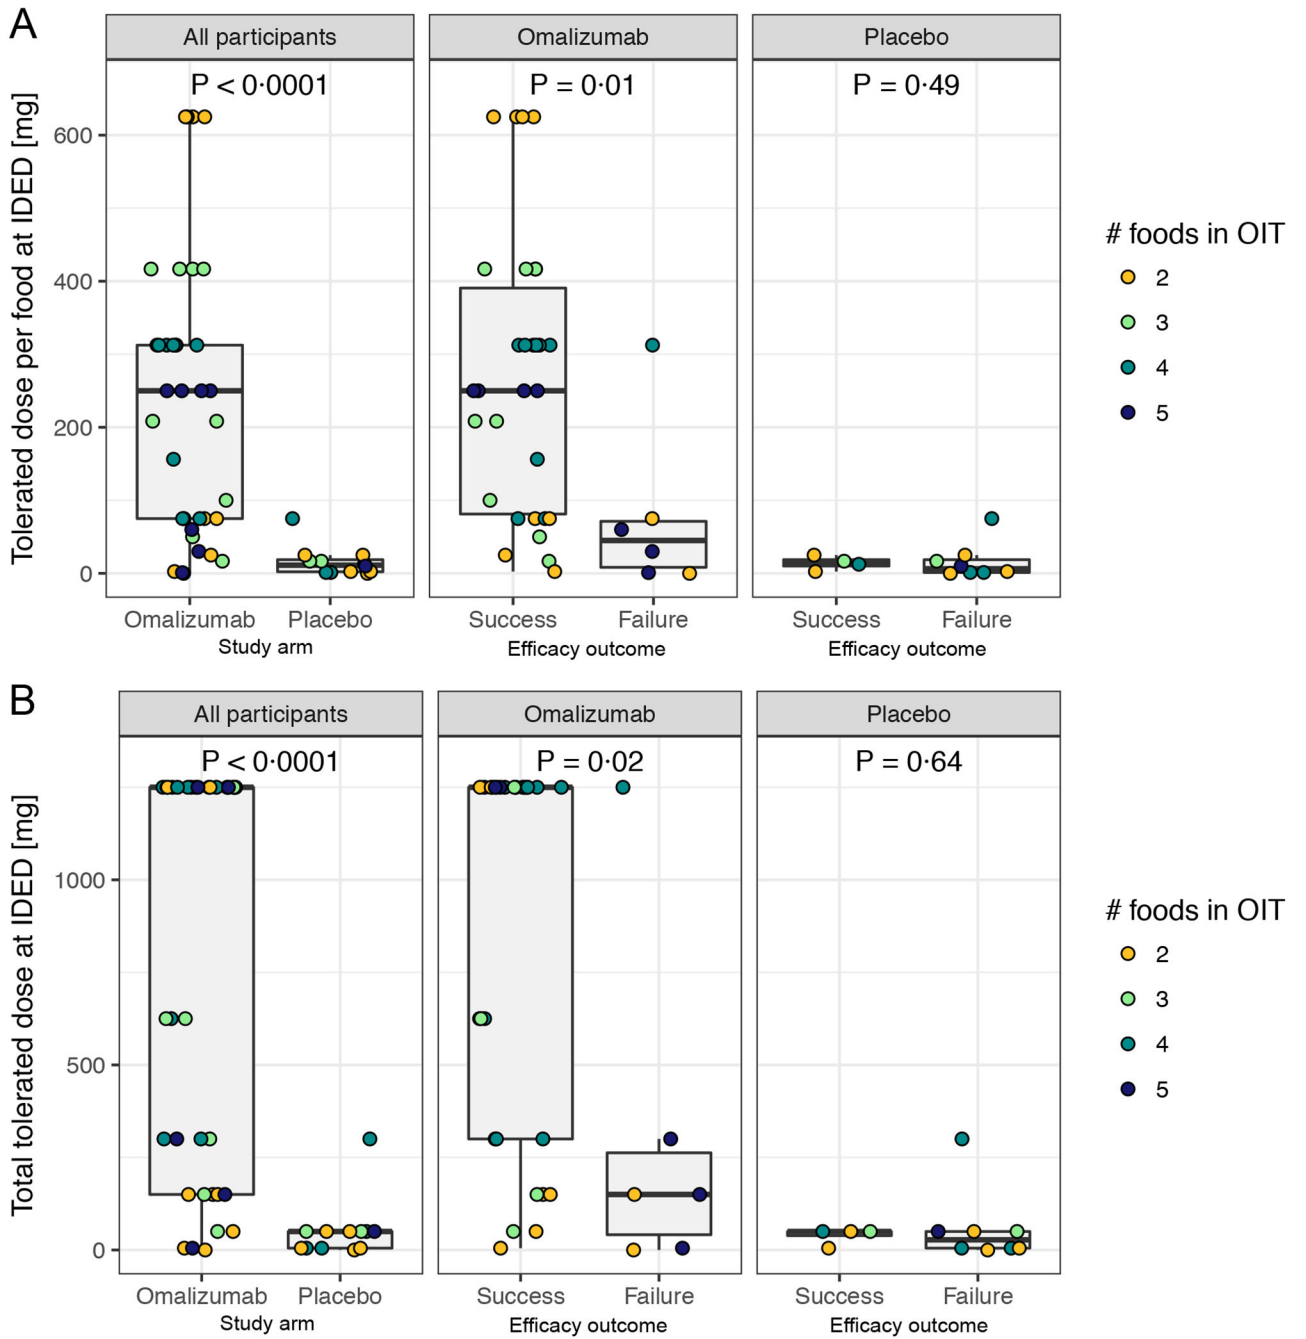 A
All participants
Omalizumab
Placebo
P < 0·0001
P = 0·01
P = 0·49
Tolerated dose per food at IDED [mg]
600
400
200
0
# foods in OIT
2
3
4
5
Omalizumab
Placebo
Success
Failure
Success
Failure
Study arm
Efficacy outcome
Efficacy outcome
B
All participants
Omalizumab
Placebo
P < 0·0001
P = 0·02
P = 0·64
Total tolerated dose at IDED [mg]
1000
500
0
# foods in OIT
2
3
4
5
Omalizumab
Placebo
Success
Failure
Success
Failure
Study arm
Efficacy outcome
Efficacy outcome